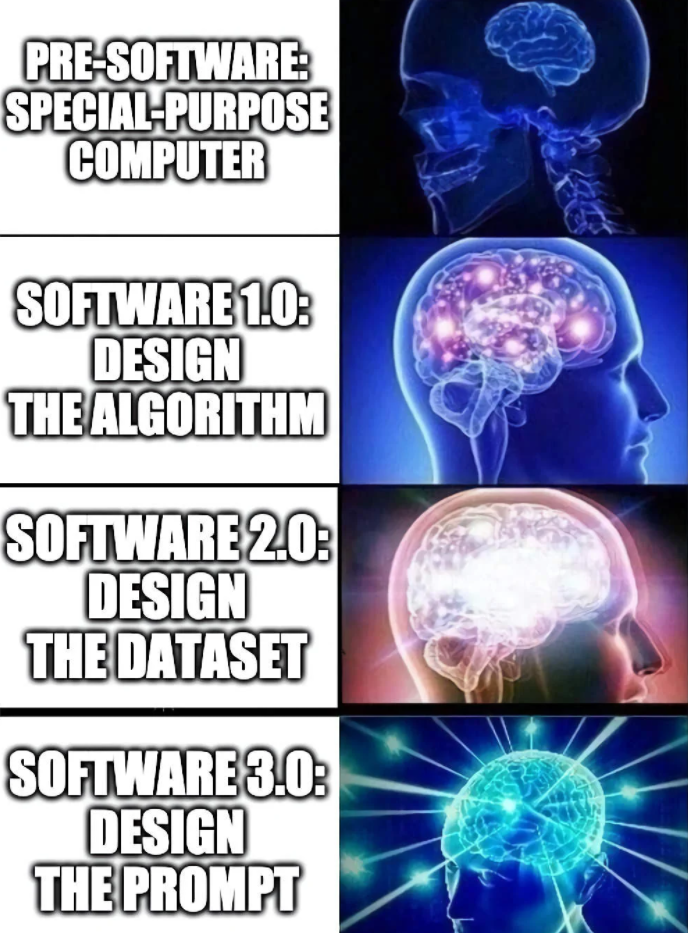 PRE-SOFTWARE:
SPECIAL-PURPOSE
COMPUTER
SOFTWARE 1.0:
DESIGN
THE ALGORITHM
SOFTWARE 2.0:
DESIGN
THE DATASET
SOFTWARE 3.0:
DESIGN
THE PROMPT